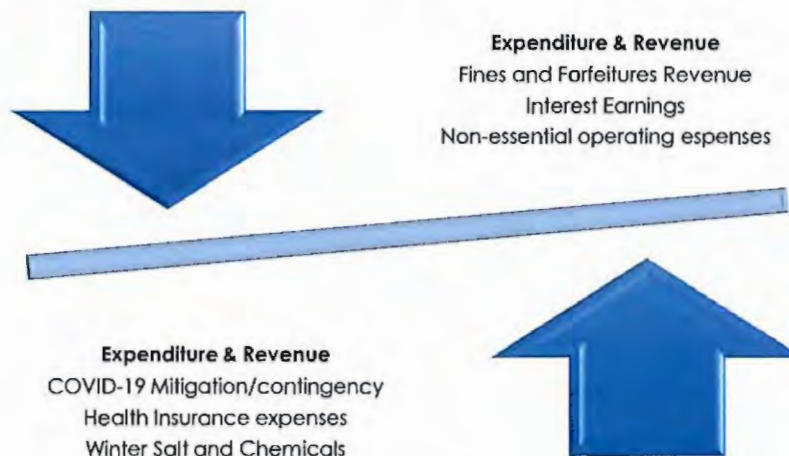 Expenditure & Revenue
Fines and Forfeitures Revenue
Interest Earnings
Non-essential operating espenses
Expenditure & Revenue
COVID-19 Mitigation/contingency
Health Insurance expenses
Winter Salt and Chemicals